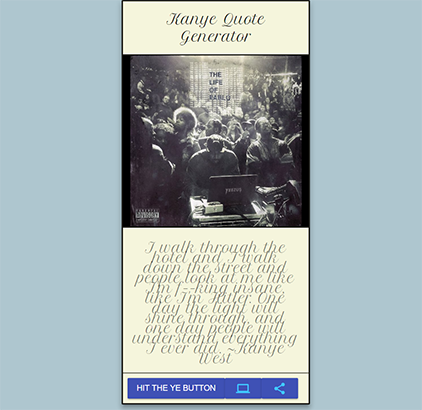 Kanye Quote
Generator
THE
LIFE
OF
PABLO
yeezus
PARENTAL
ADVISORY
I walk through the
hotel and I walk
down the street and
people look at me like
I'm f--king insane,
like I'm Hitler. One
day the light will
shine through, and
one day people will
understand everything
I ever did. ~Kanye
West
HIT THE YE BUTTON